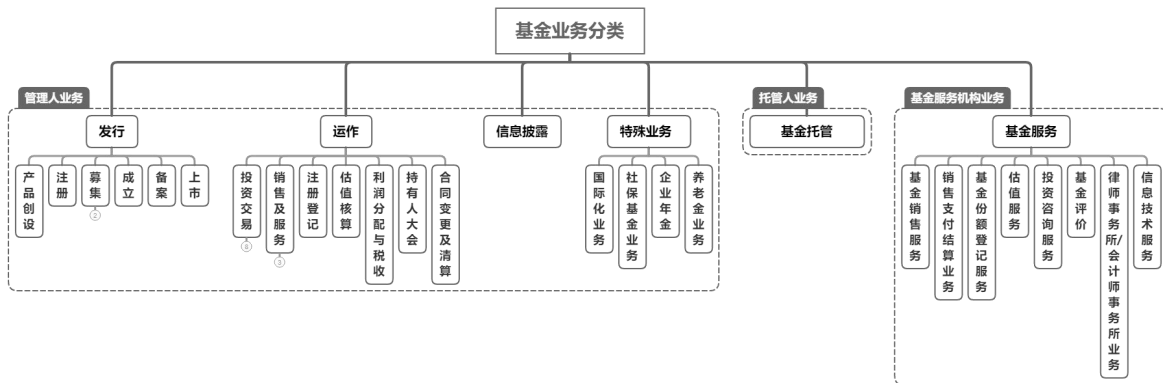 基金业务分类
管理人业务
托管人业务
基金服务机构业务
发行
运作
信息披露
特殊业务
基金托管
基金服务
产品创设
注册
募集
2
成立
备案
上市
投资交易
8
销售及服务
3
注册登记
估值核算
利润分配与税收
持有人大会
合同变更及清算
国际化业务
社保基金业务
企业年金
养老金业务
基金销售服务
销售支付结算业务
基金份额登记服务
估值服务
投资咨询服务
基金评价
律师事务所/会计师事务所业务
信息技术服务